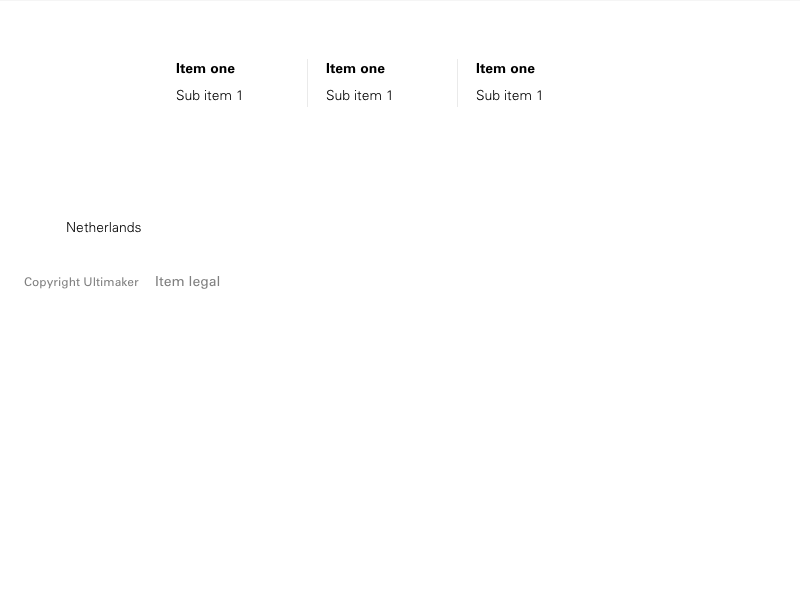 Item one
Sub item 1
Item one
Sub item 1
Item one
Sub item 1
Netherlands
Copyright Ultimaker
Item legal